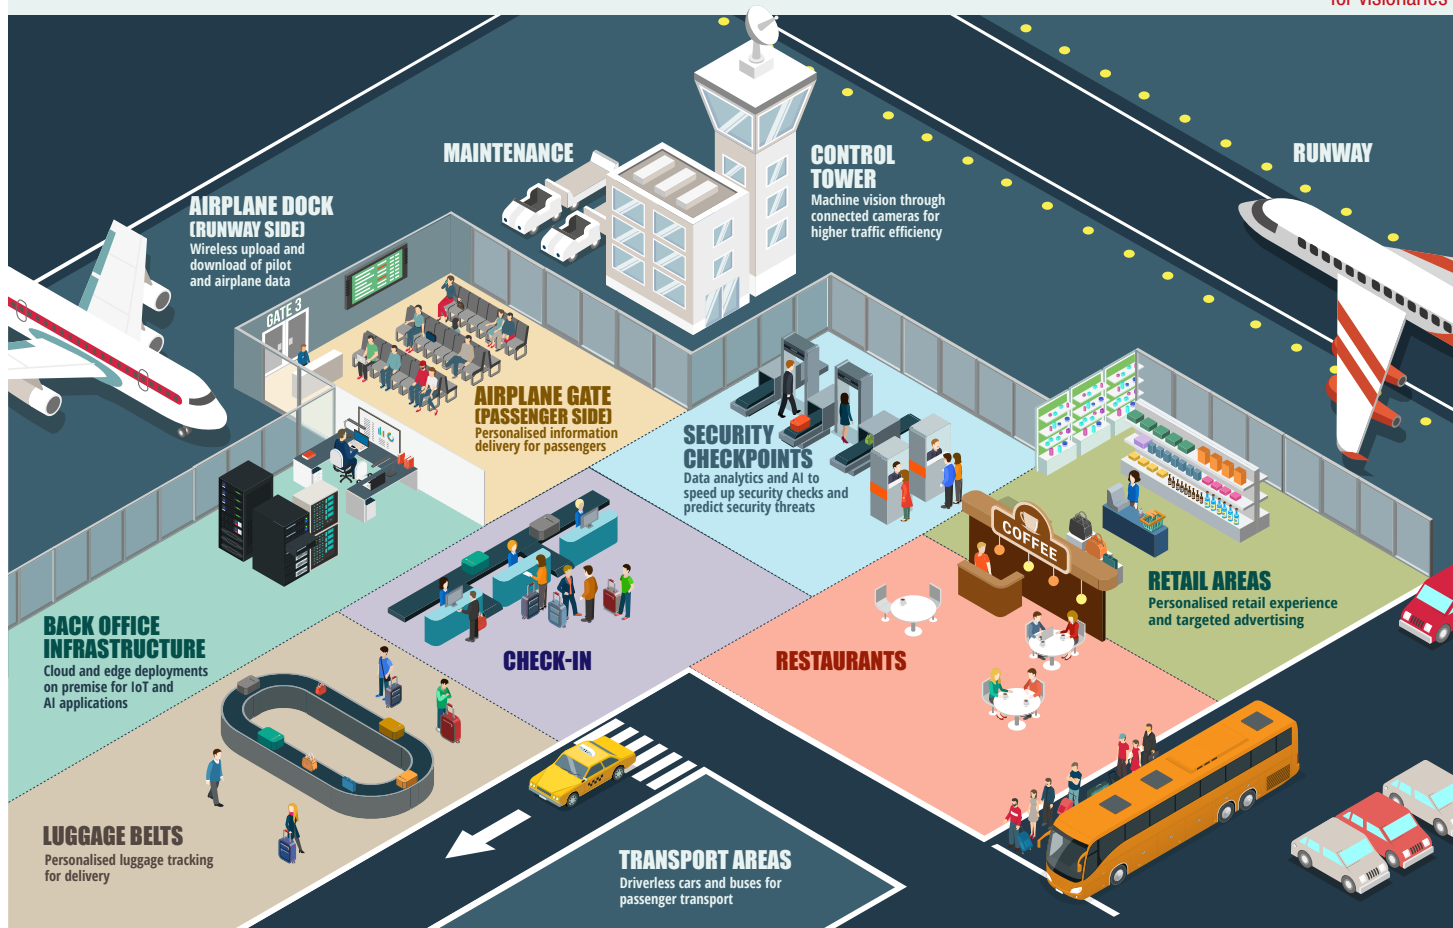 for visionaries
MAINTENANCE
CONTROL
TOWER
Machine vision through
connected cameras for
higher traffic efficiency
RUNWAY
AIRPLANE DOCK
(RUNWAY SIDE)
Wireless upload and
download of pilot
and airplane data
GATE 3
AIRPLANE GATE
(PASSENGER SIDE)
Personalised information
delivery for passengers
SECURITY
CHECKPOINTS
Data analytics and AI to
speed up security checks and
predict security threats
COFFEE
RETAIL AREAS
Personalised retail experience
and targeted advertising
BACK OFFICE
INFRASTRUCTURE
Cloud and edge deployments
on premise for IoT and
AI applications
CHECK-IN
RESTAURANTS
LUGGAGE BELTS
Personalised luggage tracking
for delivery
TRANSPORT AREAS
Driverless cars and buses for
passenger transport